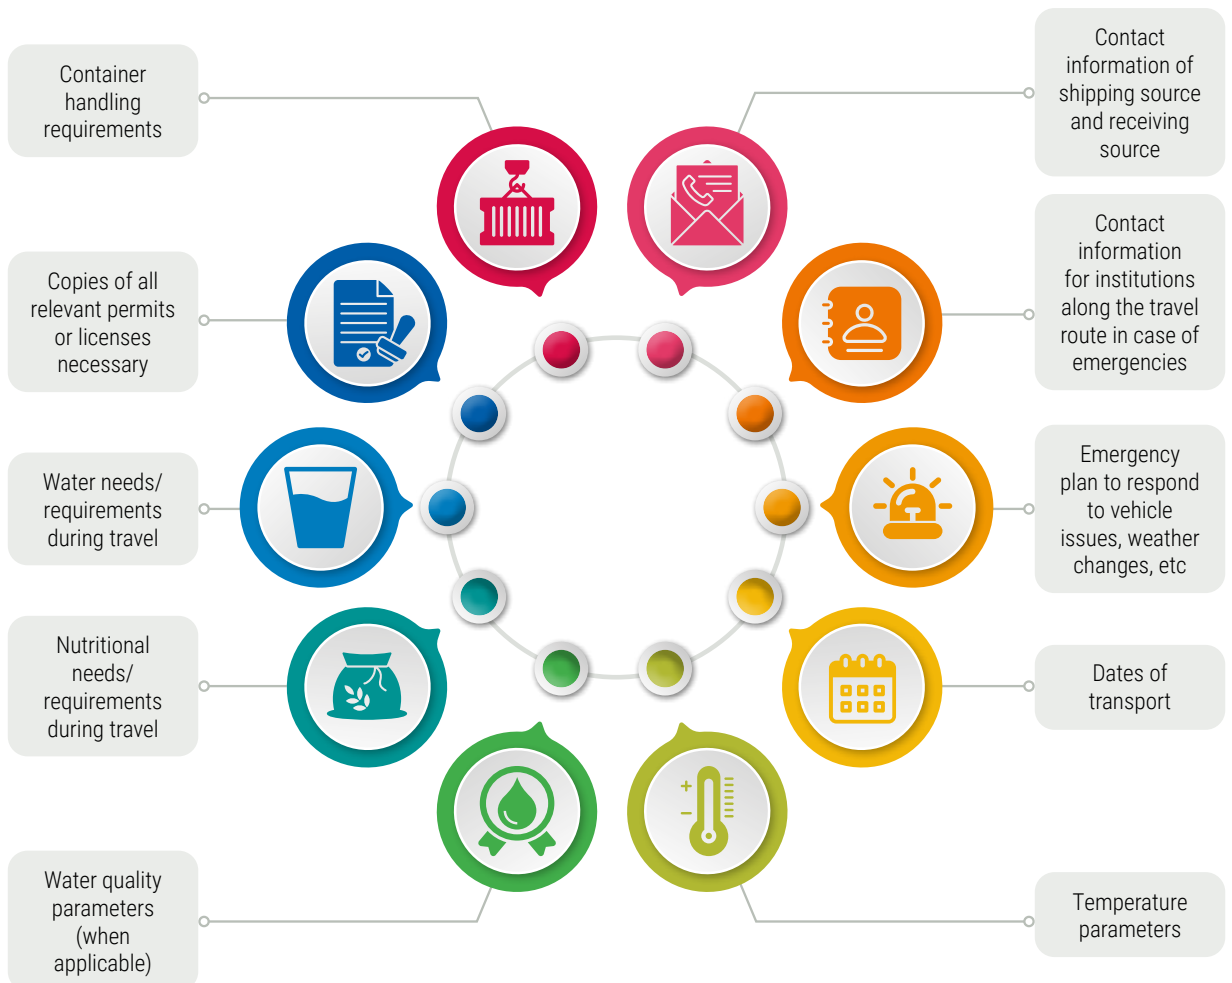 Container
handling
requirements
Copies of all
relevant permits
or licenses
necessary
Water needs/
requirements
during travel
Nutritional
needs/
requirements
during travel
Water quality
parameters
(when
applicable)
Contact
information of
shipping source
and receiving
source
Contact
information
for institutions
along the travel
route in case of
emergencies
Emergency
plan to respond
to vehicle
issues, weather
changes, etc
Dates of
transport
Temperature
parameters